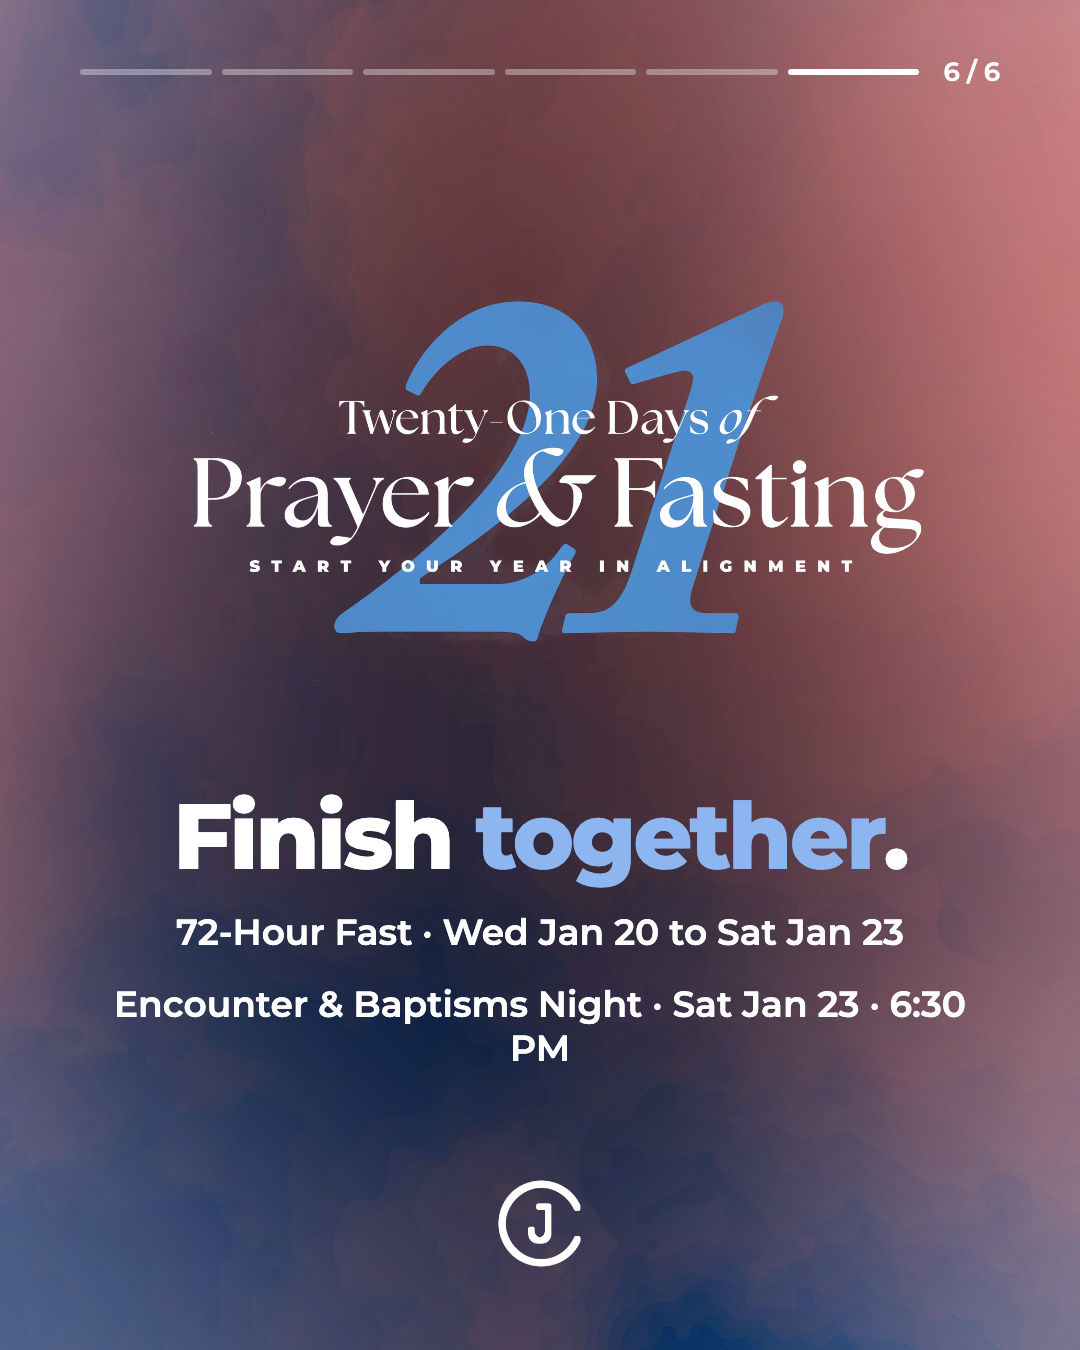 6/6
21
Twenty-One Days of
Prayer & Fasting
START YOUR YEAR IN ALIGNMENT
Finish together.
72-Hour Fast · Wed Jan 20 to Sat Jan 23
Encounter & Baptisms Night · Sat Jan 23 · 6:30
PM
CJ